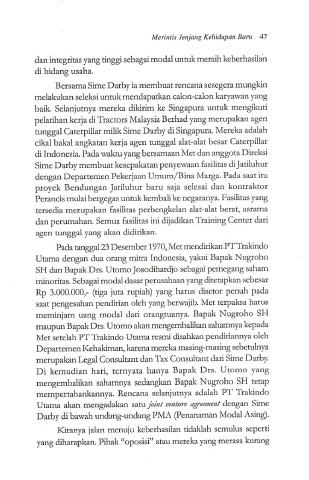 Merintis Jenjang Kehidupan Baru 47
dan integritas yang tinggi sebagai modal untuk meraih keberhasilan
di bidang usaha.
Bersama Sime Darby ia membuat rencana sesegera mungkin
melakukan seleksi untuk mendapatkan calon-calon karyawan yang
baik. Selanjutnya mereka dikirim ke Singapura untuk mengikuti
pelatihan kerja di Tractors Malaysia Berhad yang merupakan agen
tunggal Caterpillar milik Sime Darby di Singapura. Mereka adalah
cikal bakal angkatan kerja agen tunggal alat-alat besar Caterpillar
di Indonesia. Pada waktu yang bersamaan Met dan anggota Direksi
Sime Darby membuat kesepakatan penyewaan fasilitas di Jatiluhur
dengan Departemen Pekerjaan Umum/Bina Marga. Pada saat itu
proyek Bendungan Jatiluhur baru saja selesai dan kontraktor
Perancis mulai bergegas untuk kembali ke negaranya. Fasilitas yang
tersedia merupakan fasilitas perbengkelan alat-alat berat, asrama
dan perumahan. Semua fasilitas ini dijadikan Training Center dari
agen tunggal yang akan didirikan.
Pada tanggal 23 Desember 1970, Met mendirikan PT Trakindo
Utama dengan dua orang mitra Indonesia, yakni Bapak Nugroho
SH dan Bapak Drs. Utomo Josodihardjo sebagai pemegang saham
minoritas. Sebagai modal dasar perusahaan yang ditetapkan sebesar
Rp 3.000.000,- (tiga juta rupiah) yang harus disetor penuh pada
saat pengesahan pendirian oleh yang berwajib. Met terpaksa harus
meminjam uang modal dari orangtuanya. Bapak Nugroho SH
maupun Bapak Drs. Utomo akan mengembalikan sahamnya kepada
Met setelah PT Trakindo Utama resmi disahkan pendiriannya oleh
Departemen Kehakiman, karena mereka masing-masing sebetulnya
merupakan Legal Consultant dan Tax Consultant dari Sime Darby.
Di kemudian hari, ternyata hanya Bapak Drs. Utomo yang
mengembalikan sahamnya sedangkan Bapak Nugroho SH tetap
mempertahankannya. Rencana selanjutnya adalah PT Trakindo
Utama akan mengadakan satu joint venture agreement dengan Sime
Darby di bawah undang-undang PMA (Penanaman Modal Asing).
Kiranya jalan menuju keberhasilan tidaklah semulus seperti
yang diharapkan. Pihak “oposisi” atau mereka yang merasa kurang